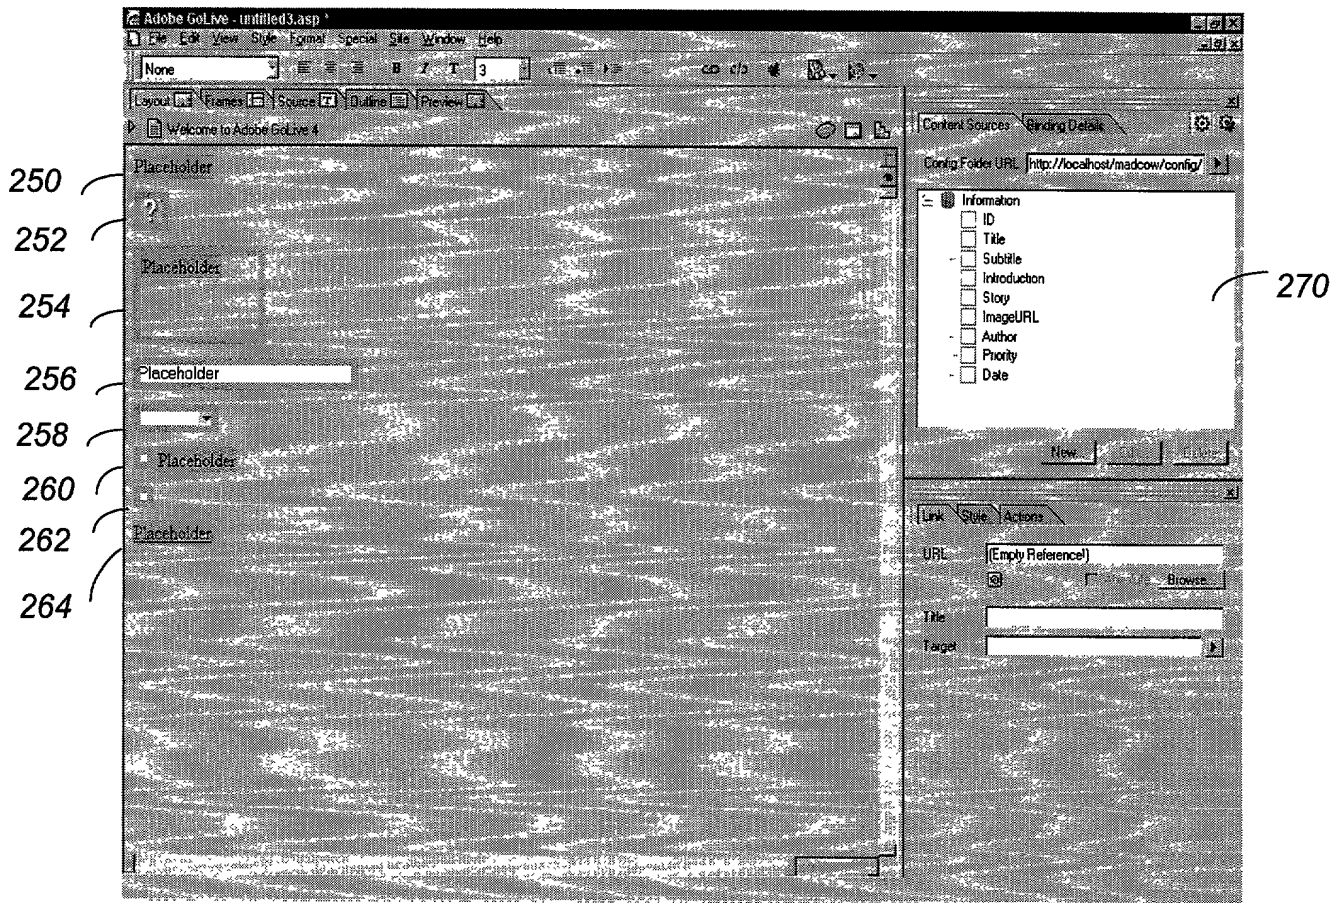 Adobe GoLive - untitled3.asp *
File Edit View Style Format Special Site Window Help
None B I T 3
Layout Frames Source Outline Preview
Welcome to Adobe GoLive 4
250 Placeholder
252 ?
254 Placeholder
256 Placeholder
258
260 Placeholder
262
264 Placeholder
Content Sources Binding Details
Config Folder URL http://localhost/madcow/config/
Information
ID
Title
Subtitle
Introduction
Story
ImageURL
Author
Priority
Date
270
New
Link Style Actions
URL (Empty Reference!)
Browse...
Title
Target